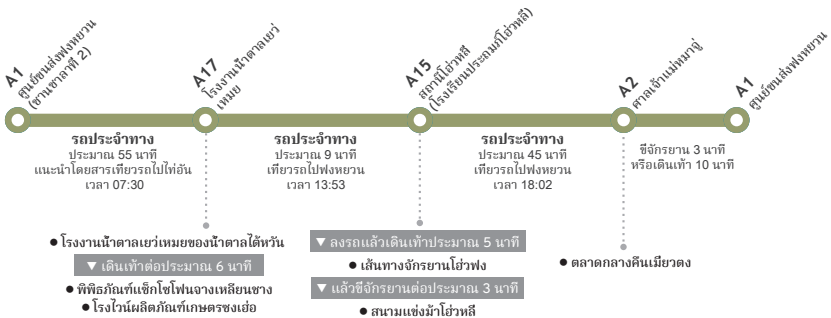 A1
ศูนย์ขนส่งฟงหยวน
(ชานชาลาที่ 2)
A17
โรงงานน้ำตาลเยว่
เหมย
A15
สถานีโฮ่วหลี่
(โรงเรียนประถมภ์โฮ่วหลี่)
A2
ศาลเจ้าแม่หมาจู่
A1
ศูนย์ขนส่งฟงหยวน
รถประจำทาง
ประมาณ 55 นาที
แนะนำโดยสารเที่ยวรถไปไท่อัน
เวลา 07:30
รถประจำทาง
ประมาณ 9 นาที
เที่ยวรถไปฟงหยวน
เวลา 13:53
รถประจำทาง
ประมาณ 45 นาที
เที่ยวรถไปฟงหยวน
เวลา 18:02
ขี่จักรยาน 3 นาที
หรือเดินเท้า 10 นาที
● โรงงานน้ำตาลเยว่เหมยของน้ำตาลไต้หวัน
▼ เดินเท้าต่อประมาณ 6 นาที
● พิพิธภัณฑ์แซ็กโซโฟนจางเหลียนชาง
● โรงไวน์ผลิตภัณฑ์เกษตรซงเฮ่อ
▼ ลงรถแล้วเดินเท้าประมาณ 5 นาที
● เส้นทางจักรยานโฮ่วฟง
▼ แล้วขี่จักรยานต่อประมาณ 3 นาที
● สนามแข่งม้าโฮ่วหลี่
● ตลาดกลางคืนเมี่ยวตง